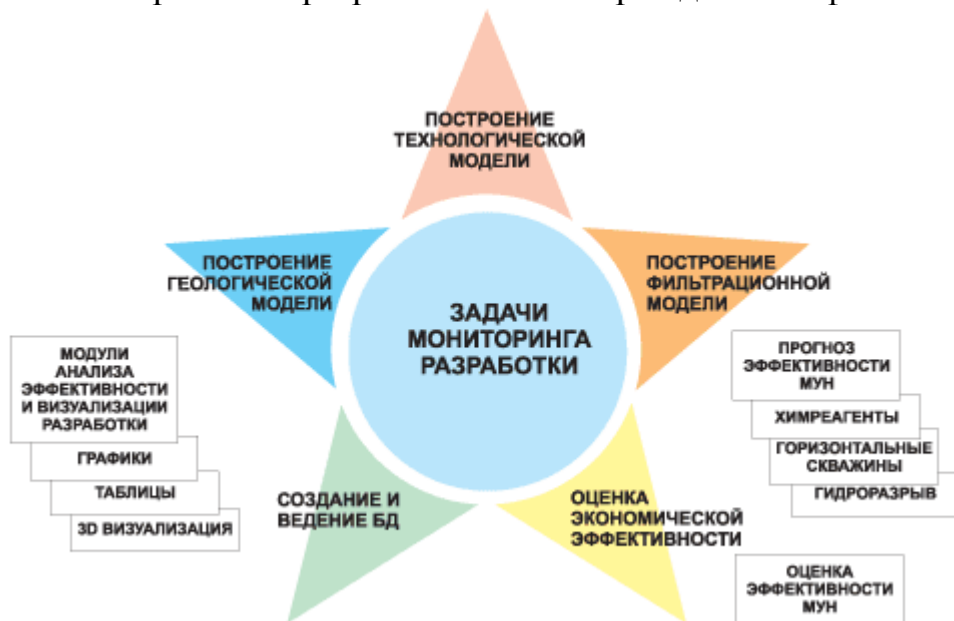 ПОСТРОЕНИЕ
ТЕХНОЛОГИЧЕСКОЙ
МОДЕЛИ
ПОСТРОЕНИЕ
ГЕОЛОГИЧЕСКОЙ
МОДЕЛИ
ПОСТРОЕНИЕ
ФИЛЬТРАЦИОННОЙ
МОДЕЛИ
ЗАДАЧИ
МОНИТОРИНГА
РАЗРАБОТКИ
МОДУЛИ
АНАЛИЗА
ЭФФЕКТИВНОСТИ
И ВИЗУАЛИЗАЦИИ
РАЗРАБОТКИ
ГРАФИКИ
ТАБЛИЦЫ
3D ВИЗУАЛИЗАЦИЯ
ПРОГНОЗ
ЭФФЕКТИВНОСТИ
МУН
ХИМРЕАГЕНТЫ
ГОРИЗОНТАЛЬНЫЕ
СКВАЖИНЫ
ГИДРОРАЗРЫВ
СОЗДАНИЕ И
ВЕДЕНИЕ БД
ОЦЕНКА
ЭКОНОМИЧЕСКОЙ
ЭФФЕКТИВНОСТИ
ОЦЕНКА
ЭФФЕКТИВНОСТИ
МУН